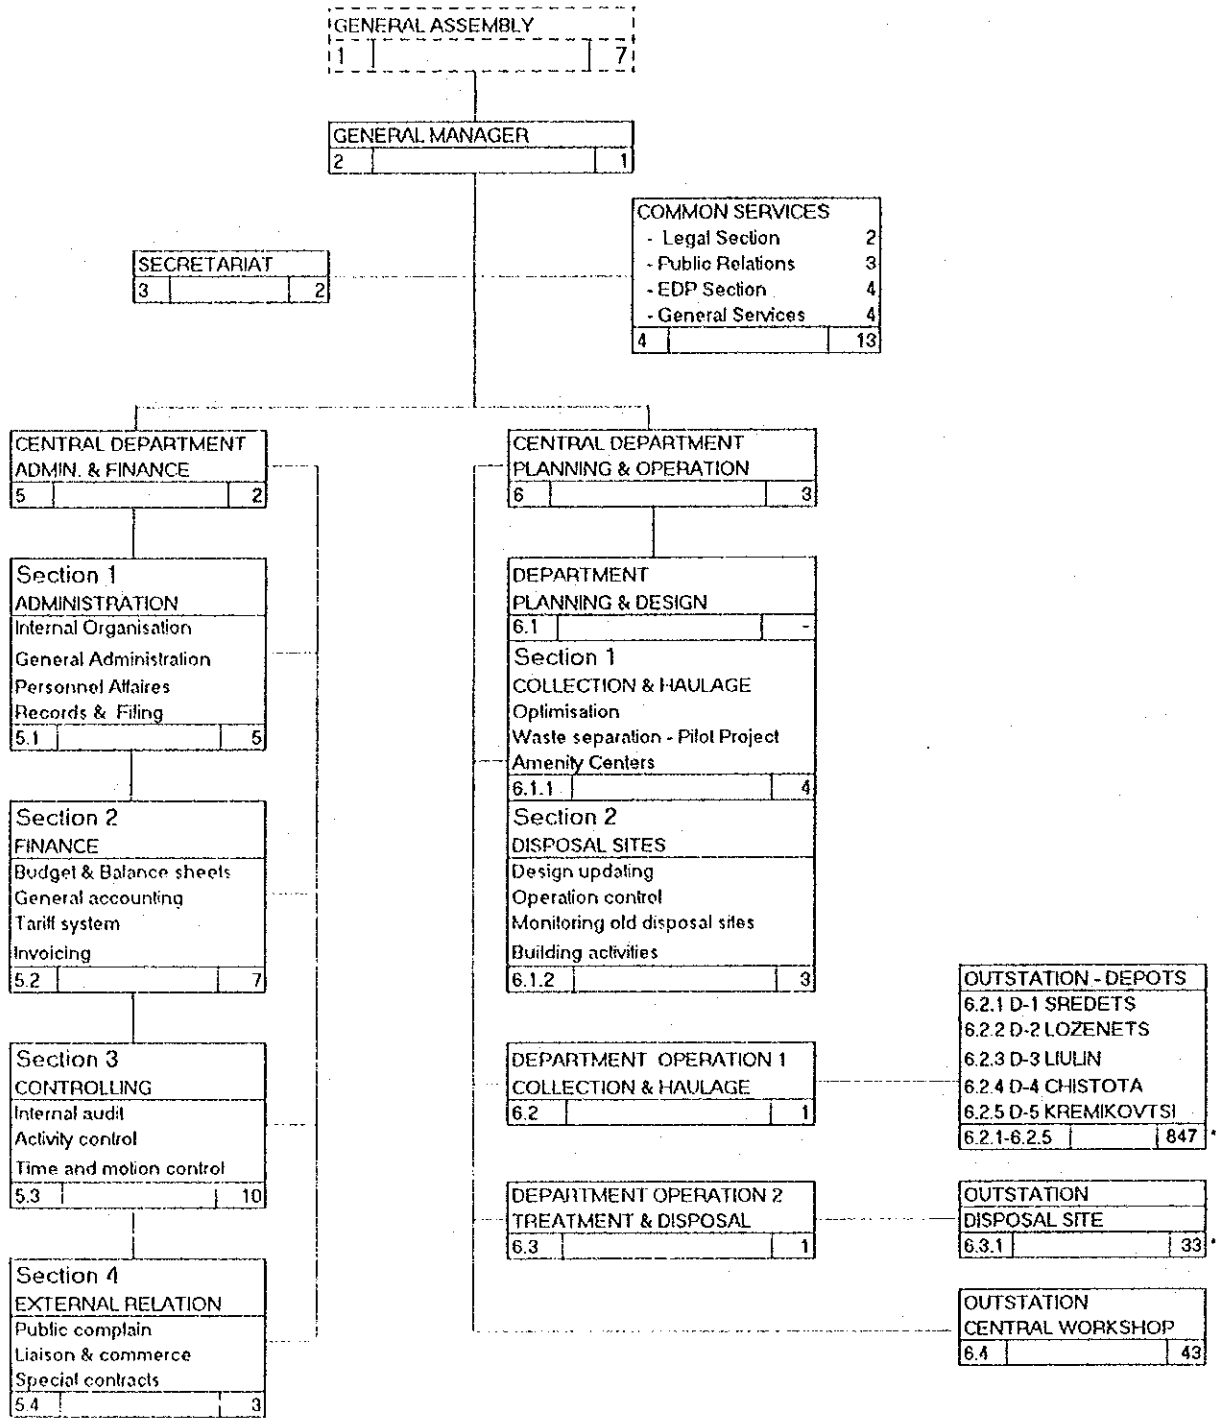 GENERAL ASSEMBLY
1 7
GENERAL MANAGER
2 1
COMMON SERVICES
- Legal Section 2
- Public Relations 3
- EDP Section 4
- General Services 4
4 13
SECRETARIAT
3 2
CENTRAL DEPARTMENT
ADMIN. & FINANCE
5 2
Section 1
ADMINISTRATION
Internal Organisation
General Administration
Personnel Affaires
Records & Filing
5.1 5
Section 2
FINANCE
Budget & Balance sheets
General accounting
Tariff system
Invoicing
5.2 7
Section 3
CONTROLLING
Internal audit
Activity control
Time and motion control
5.3 10
Section 4
EXTERNAL RELATION
Public complain
Liaison & commerce
Special contracts
5.4 3
CENTRAL DEPARTMENT
PLANNING & OPERATION
6 3
DEPARTMENT
PLANNING & DESIGN
6.1 -
Section 1
COLLECTION & HAULAGE
Optimisation
Waste separation - Pilot Project
Amenity Centers
6.1.1 4
Section 2
DISPOSAL SITES
Design updating
Operation control
Monitoring old disposal sites
Building activities
6.1.2 3
DEPARTMENT OPERATION 1
COLLECTION & HAULAGE
6.2 1
DEPARTMENT OPERATION 2
TREATMENT & DISPOSAL
6.3 1
OUTSTATION - DEPOTS
6.2.1 D-1 SREDETS
6.2.2 D-2 LOZENETS
6.2.3 D-3 LIULIN
6.2.4 D-4 CHISTOTA
6.2.5 D-5 KREMIKOVTSI
6.2.1-6.2.5 847 *
OUTSTATION
DISPOSAL SITE
6.3.1 33 *
OUTSTATION
CENTRAL WORKSHOP
6.4 43